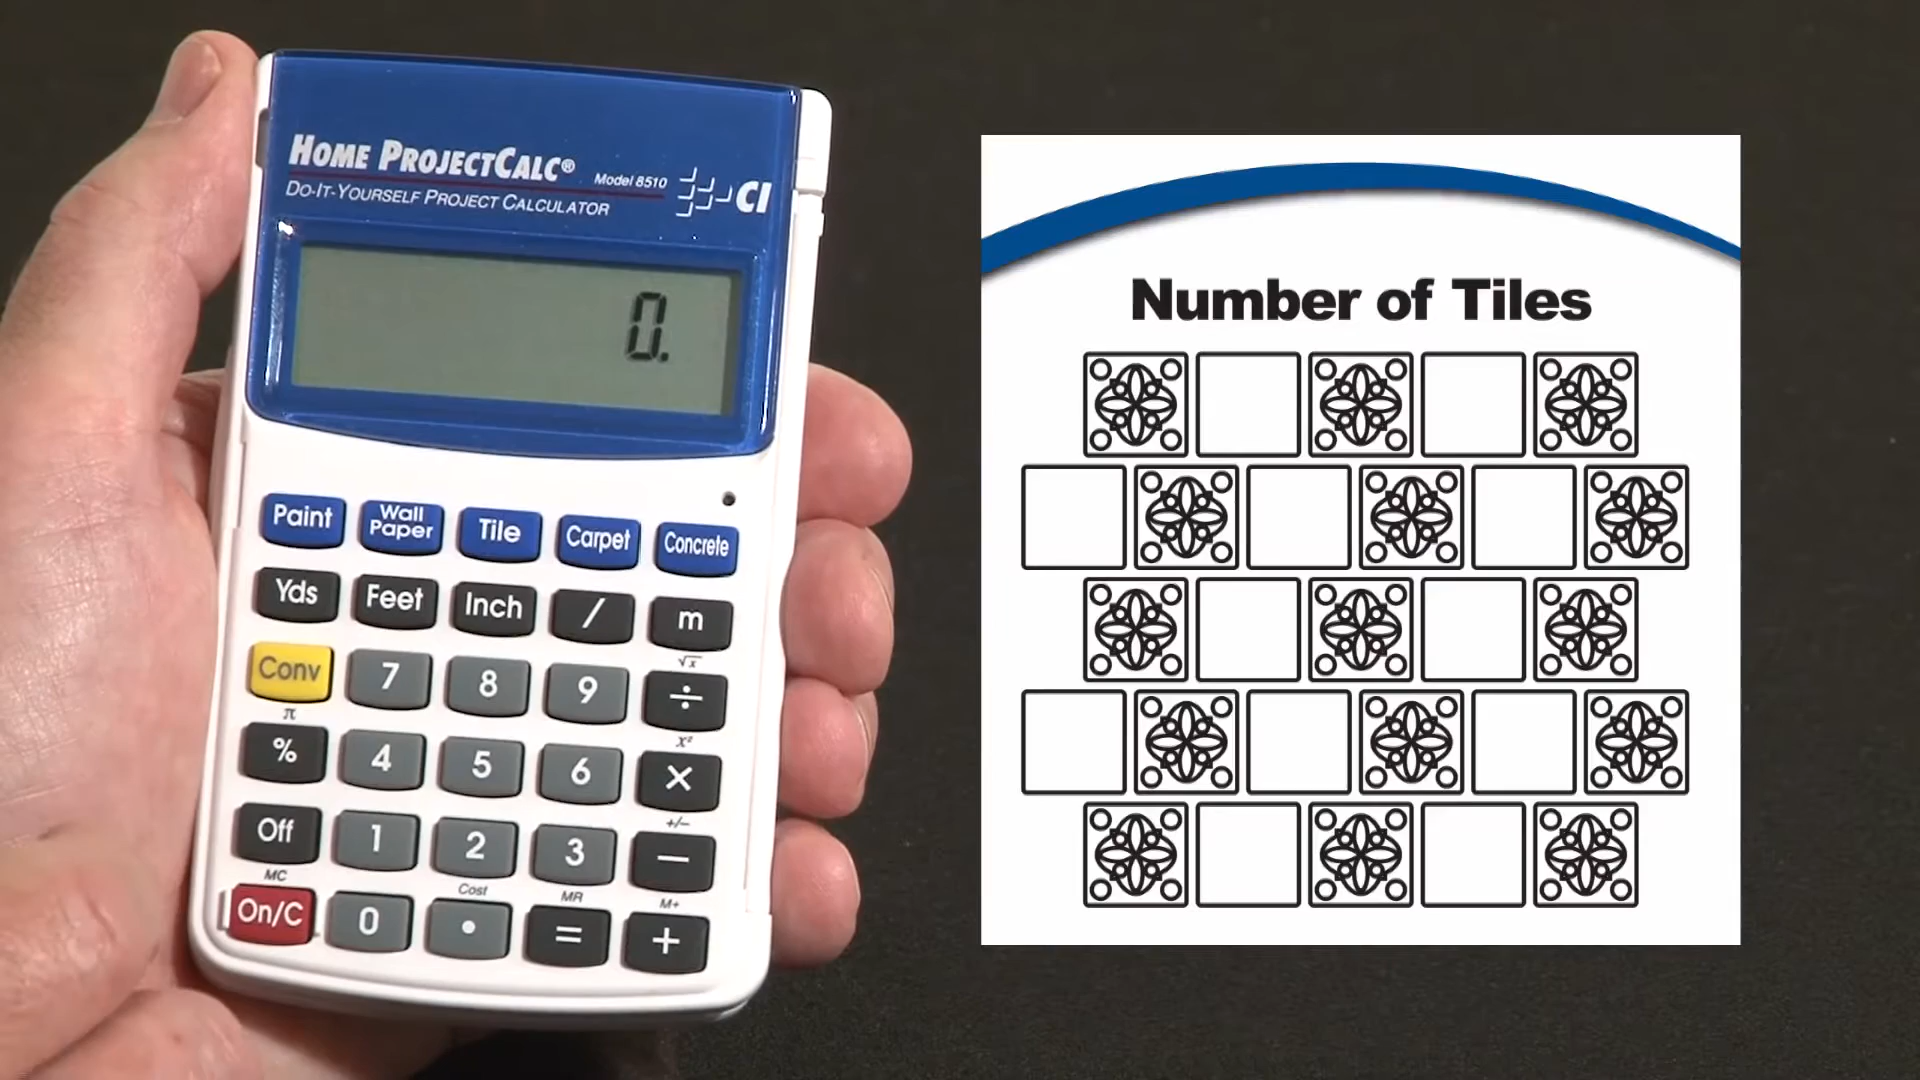 HOME PROJECTCALC®
Model 8510
CI
DO-IT-YOURSELF PROJECT CALCULATOR
0.
Paint
Wall
Paper
Tile
Carpet
Concrete
Yds
Feet
Inch
/
m
√x
Conv
7
8
9
÷
π
x²
%
4
5
6
×
+/−
Off
1
2
3
−
MC
Cost
MR
M+
On/C
0
•
=
+
Number of Tiles